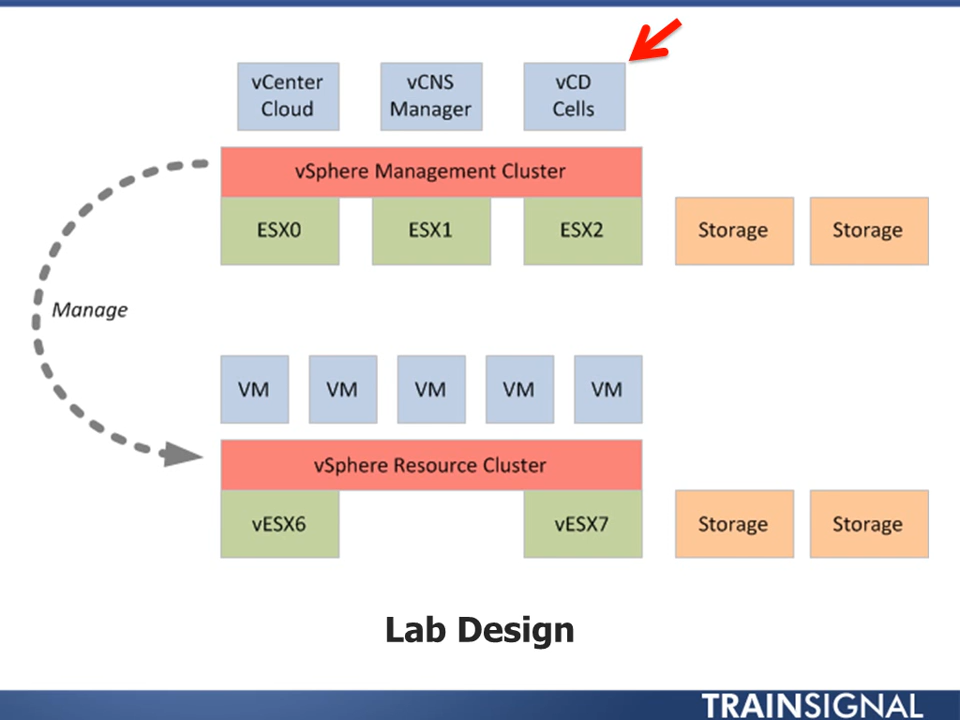 vCenter
Cloud
vCNS
Manager
vCD
Cells
vSphere Management Cluster
ESX0
ESX1
ESX2
Storage
Storage
Manage
VM
VM
VM
VM
VM
vSphere Resource Cluster
vESX6
vESX7
Storage
Storage
Lab Design
TRAINSIGNAL